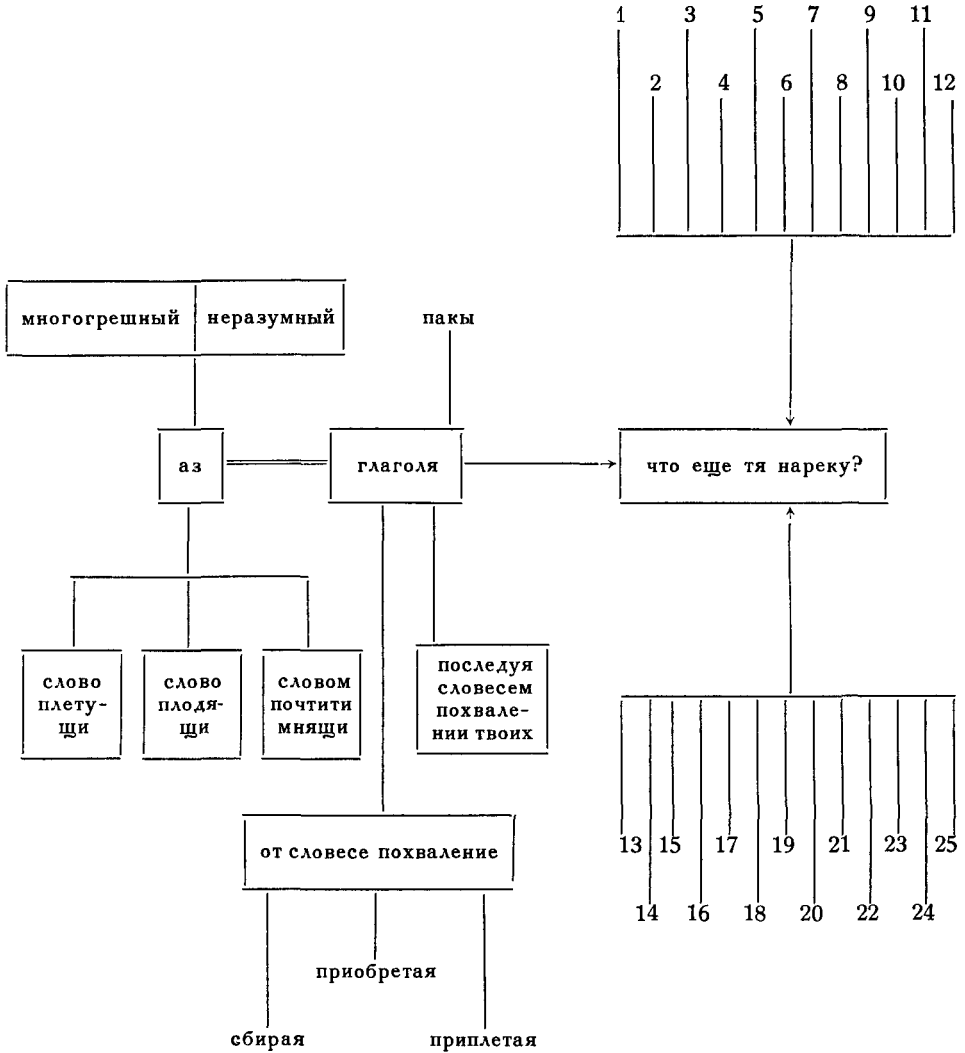 1 3 5 7 9 11
2 4 6 8 10 12
многогрешный неразумный
пакы
аз
глаголя
что еще тя нареку?
слово
плету-
щи
слово
плодя-
щи
словом
почтити
мнящи
последуя
словесем
похвале-
нии твоих
от словесе похваление
13 15 17 19 21 23 25
14 16 18 20 22 24
приобретая
сбирая
приплетая